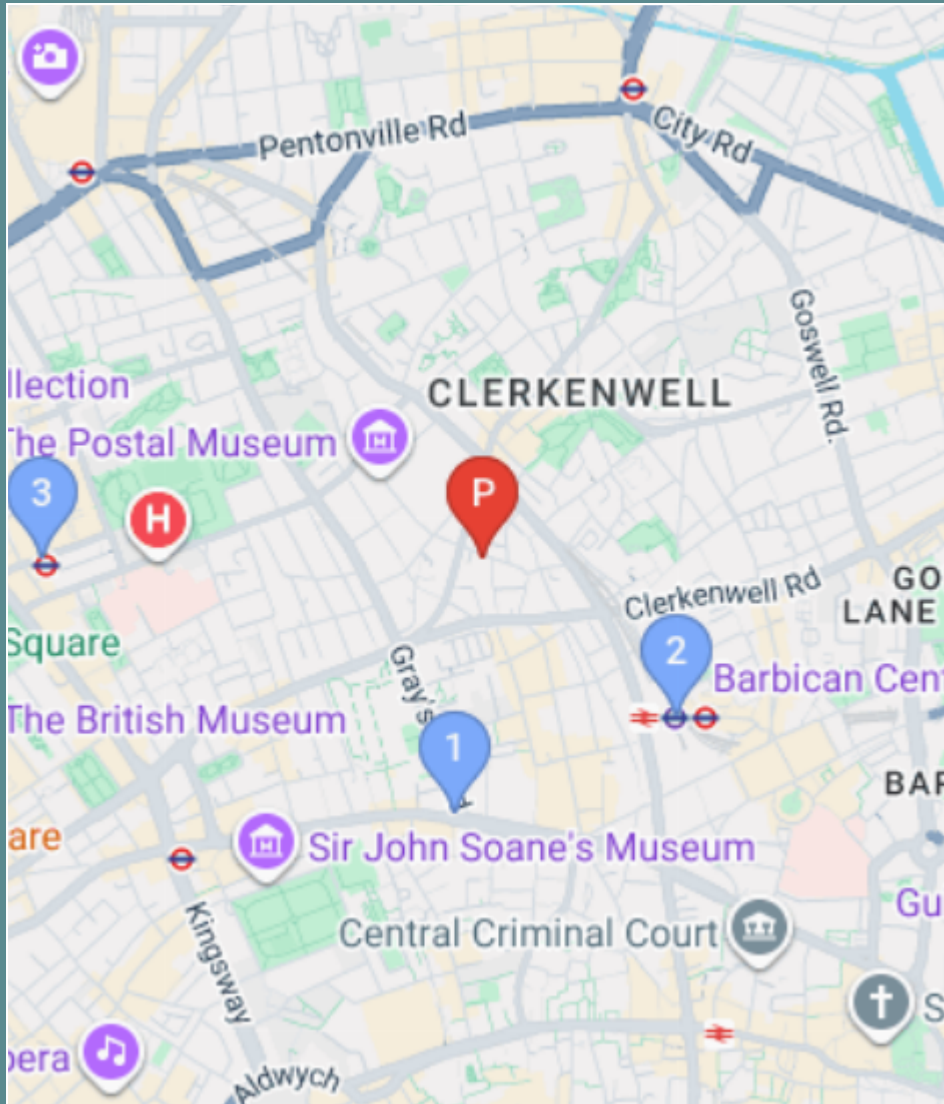 Pentonville Rd
City Rd
Goswell Rd.
llection
CLERKENWELL
The Postal Museum
3
P
H
GO
LANE
Clerkenwell Rd
Square
Gray's
2
Barbican Cen
The British Museum
1
BAR
are
Sir John Soane's Museum
Gu
Kingsway
Central Criminal Court
S
pera
Aldwych